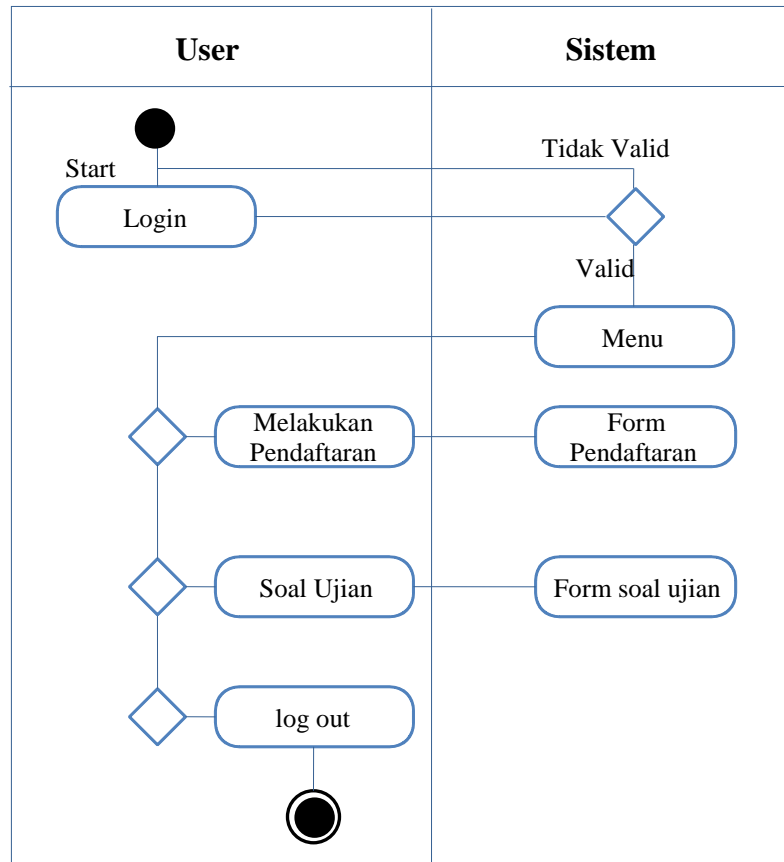 User
Sistem
Tidak Valid
Start
Login
Valid
Menu
Melakukan
Pendaftaran
Form
Pendaftaran
Soal Ujian
Form soal ujian
log out